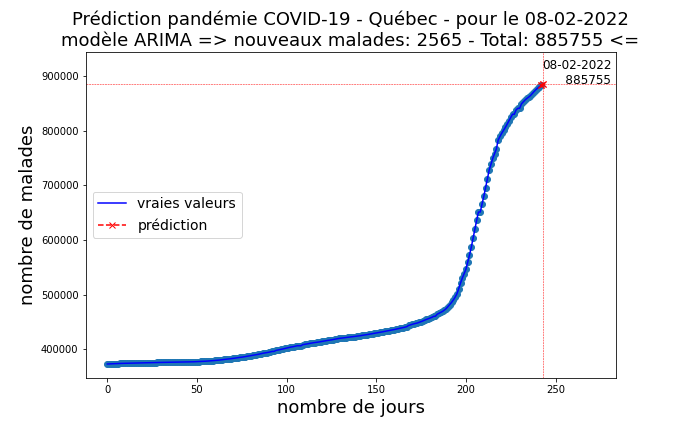 Prédiction pandémie COVID-19 - Québec - pour le 08-02-2022
modèle ARIMA => nouveaux malades: 2565 - Total: 885755 <=
08-02-2022
885755
900000
800000
700000
600000
500000
400000
nombre de malades
vraies valeurs
prédiction
0 50 100 150 200 250
nombre de jours